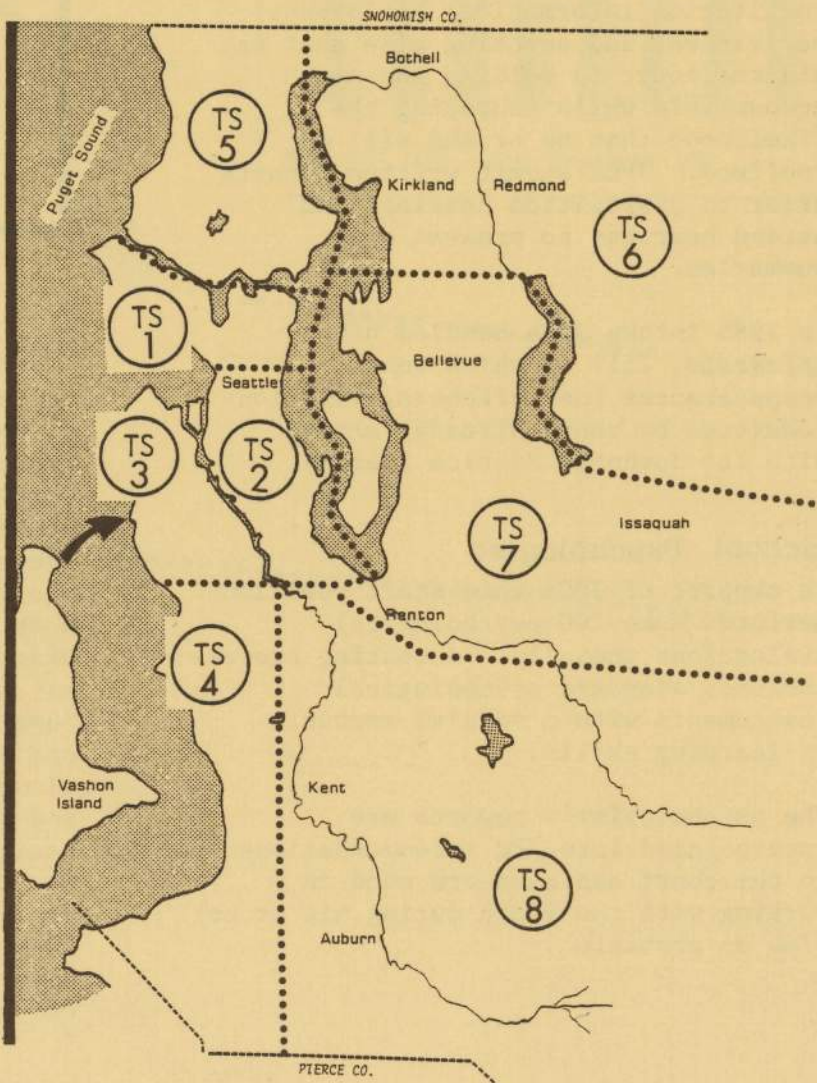 SNOHOMISH CO.
Bothell
TS
5
Puget Sound
Kirkland
Redmond
TS
6
TS
1
Bellevue
Seattle
TS
3
TS
2
Issaquah
TS
7
Renton
TS
4
Vashon
Island
Kent
TS
8
Auburn
PIERCE CO.